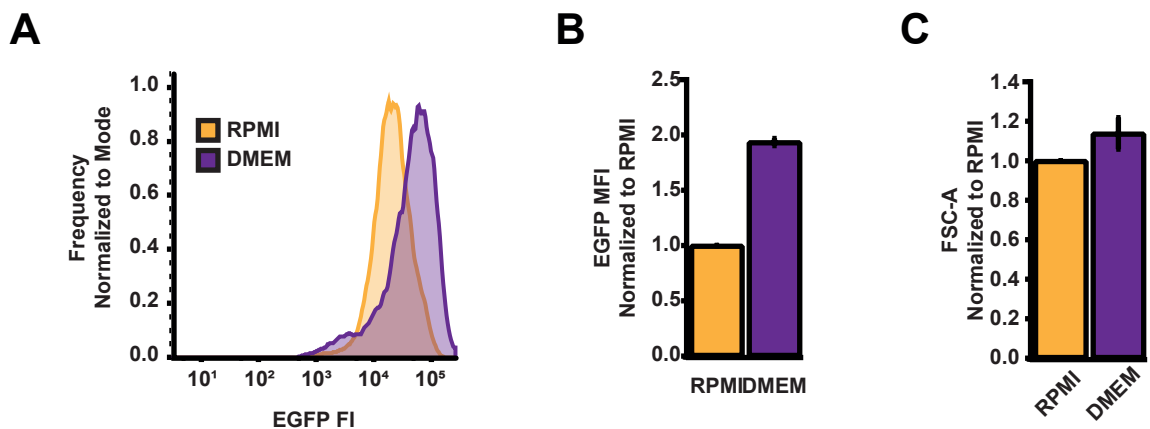 A
Frequency
Normalized to Mode
1.0
0.8
0.6
0.4
0.2
0.0
RPMI
DMEM
10¹ 10² 10³ 10⁴ 10⁵
EGFP FI
B
EGFP MFI
Normalized to RPMI
2.5
2.0
1.5
1.0
0.5
0.0
RPMIDMEM
C
FSC-A
Normalized to RPMI
1.4
1.2
1.0
0.8
0.6
0.4
0.2
0.0
RPMI
DMEM